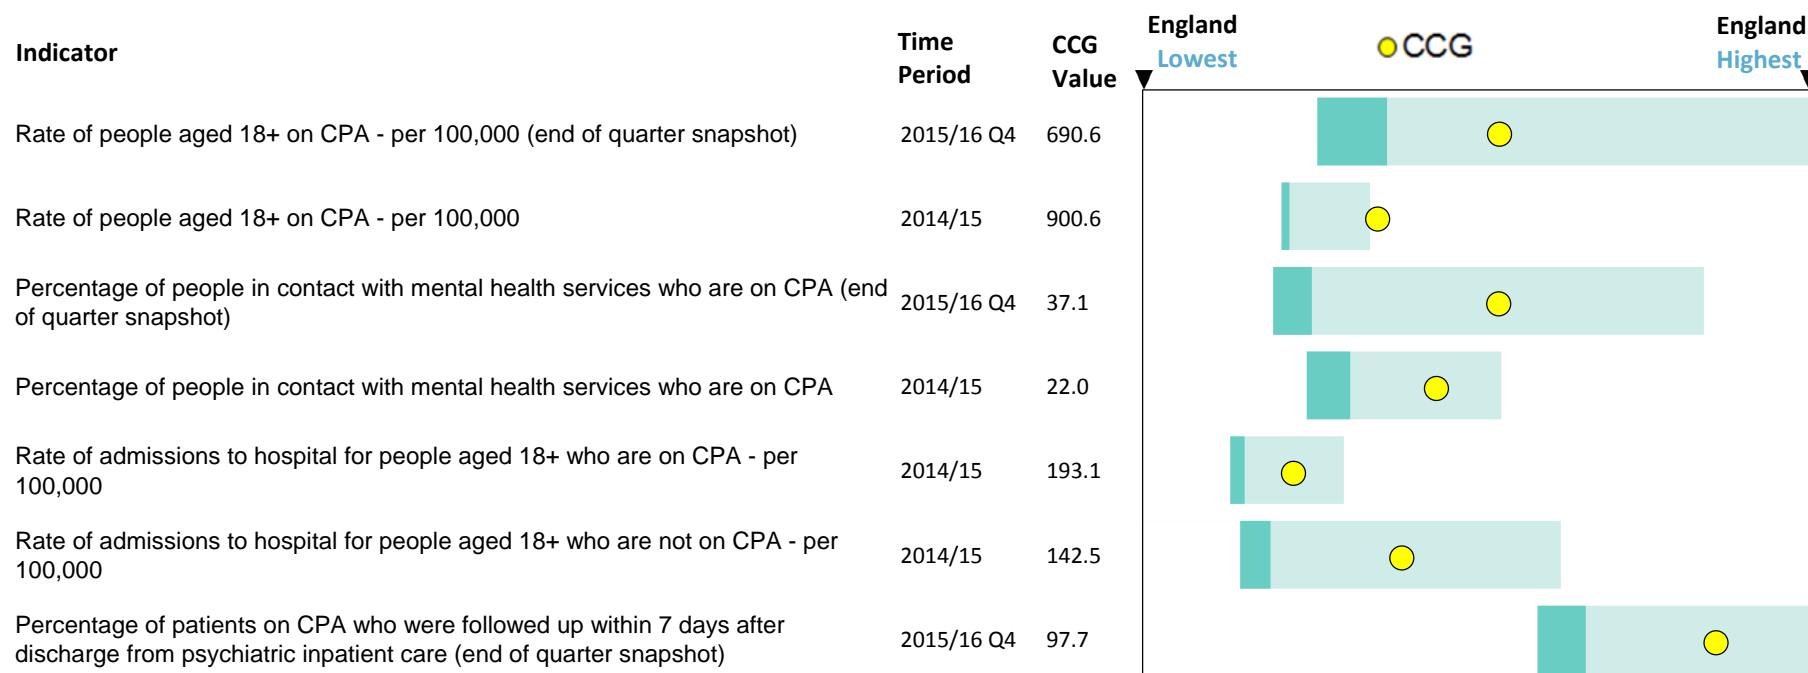 Indicator
Time
Period
CCG
Value
England
Lowest
CCG
England
Highest
Rate of people aged 18+ on CPA - per 100,000 (end of quarter snapshot) 2015/16 Q4 690.6
Rate of people aged 18+ on CPA - per 100,000 2014/15 900.6
Percentage of people in contact with mental health services who are on CPA (end
of quarter snapshot)
2015/16 Q4 37.1
Percentage of people in contact with mental health services who are on CPA 2014/15 22.0
Rate of admissions to hospital for people aged 18+ who are on CPA - per
100,000
2014/15 193.1
Rate of admissions to hospital for people aged 18+ who are not on CPA - per
100,000
2014/15 142.5
Percentage of patients on CPA who were followed up within 7 days after
discharge from psychiatric inpatient care (end of quarter snapshot)
2015/16 Q4 97.7